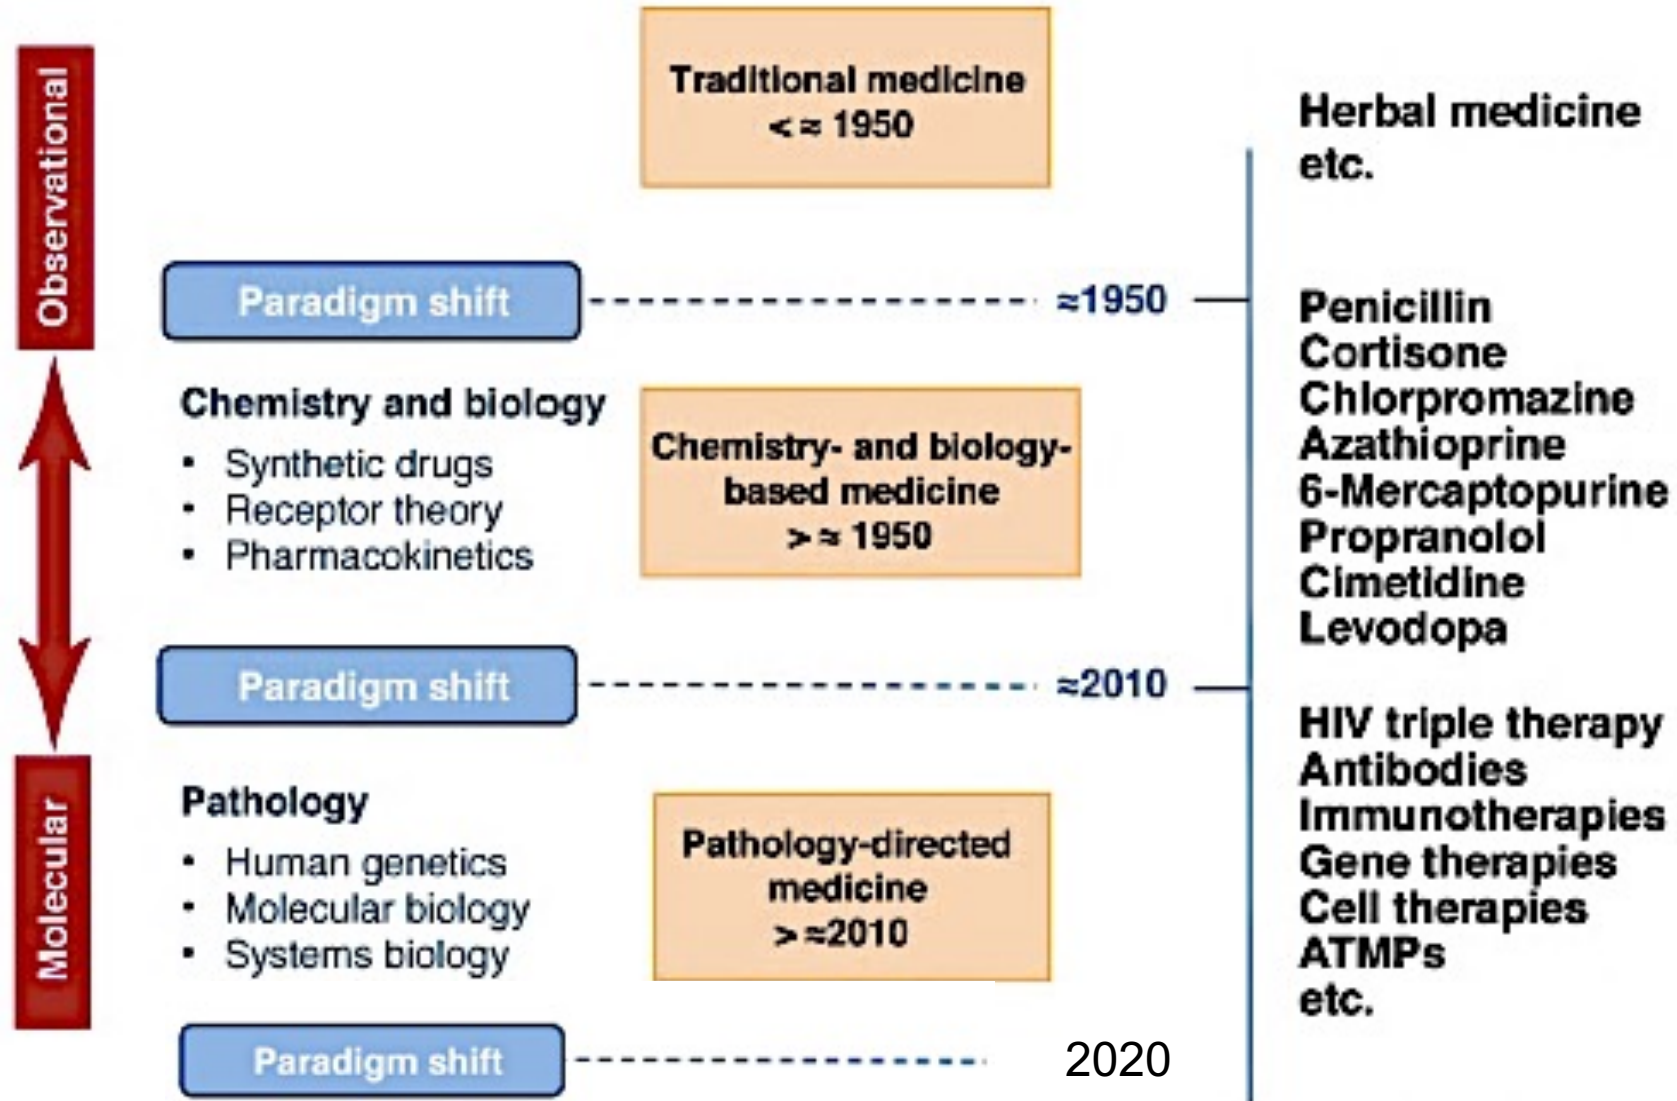 Observational
Traditional medicine
< ≈ 1950
Herbal medicine
etc.
Paradigm shift
≈1950
Chemistry and biology
• Synthetic drugs
• Receptor theory
• Pharmacokinetics
Chemistry- and biology-
based medicine
> ≈ 1950
Penicillin
Cortisone
Chlorpromazine
Azathioprine
6-Mercaptopurine
Propranolol
Cimetidine
Levodopa
Paradigm shift
≈2010
Molecular
Pathology
• Human genetics
• Molecular biology
• Systems biology
Pathology-directed
medicine
> ≈2010
HIV triple therapy
Antibodies
Immunotherapies
Gene therapies
Cell therapies
ATMPs
etc.
Paradigm shift
2020